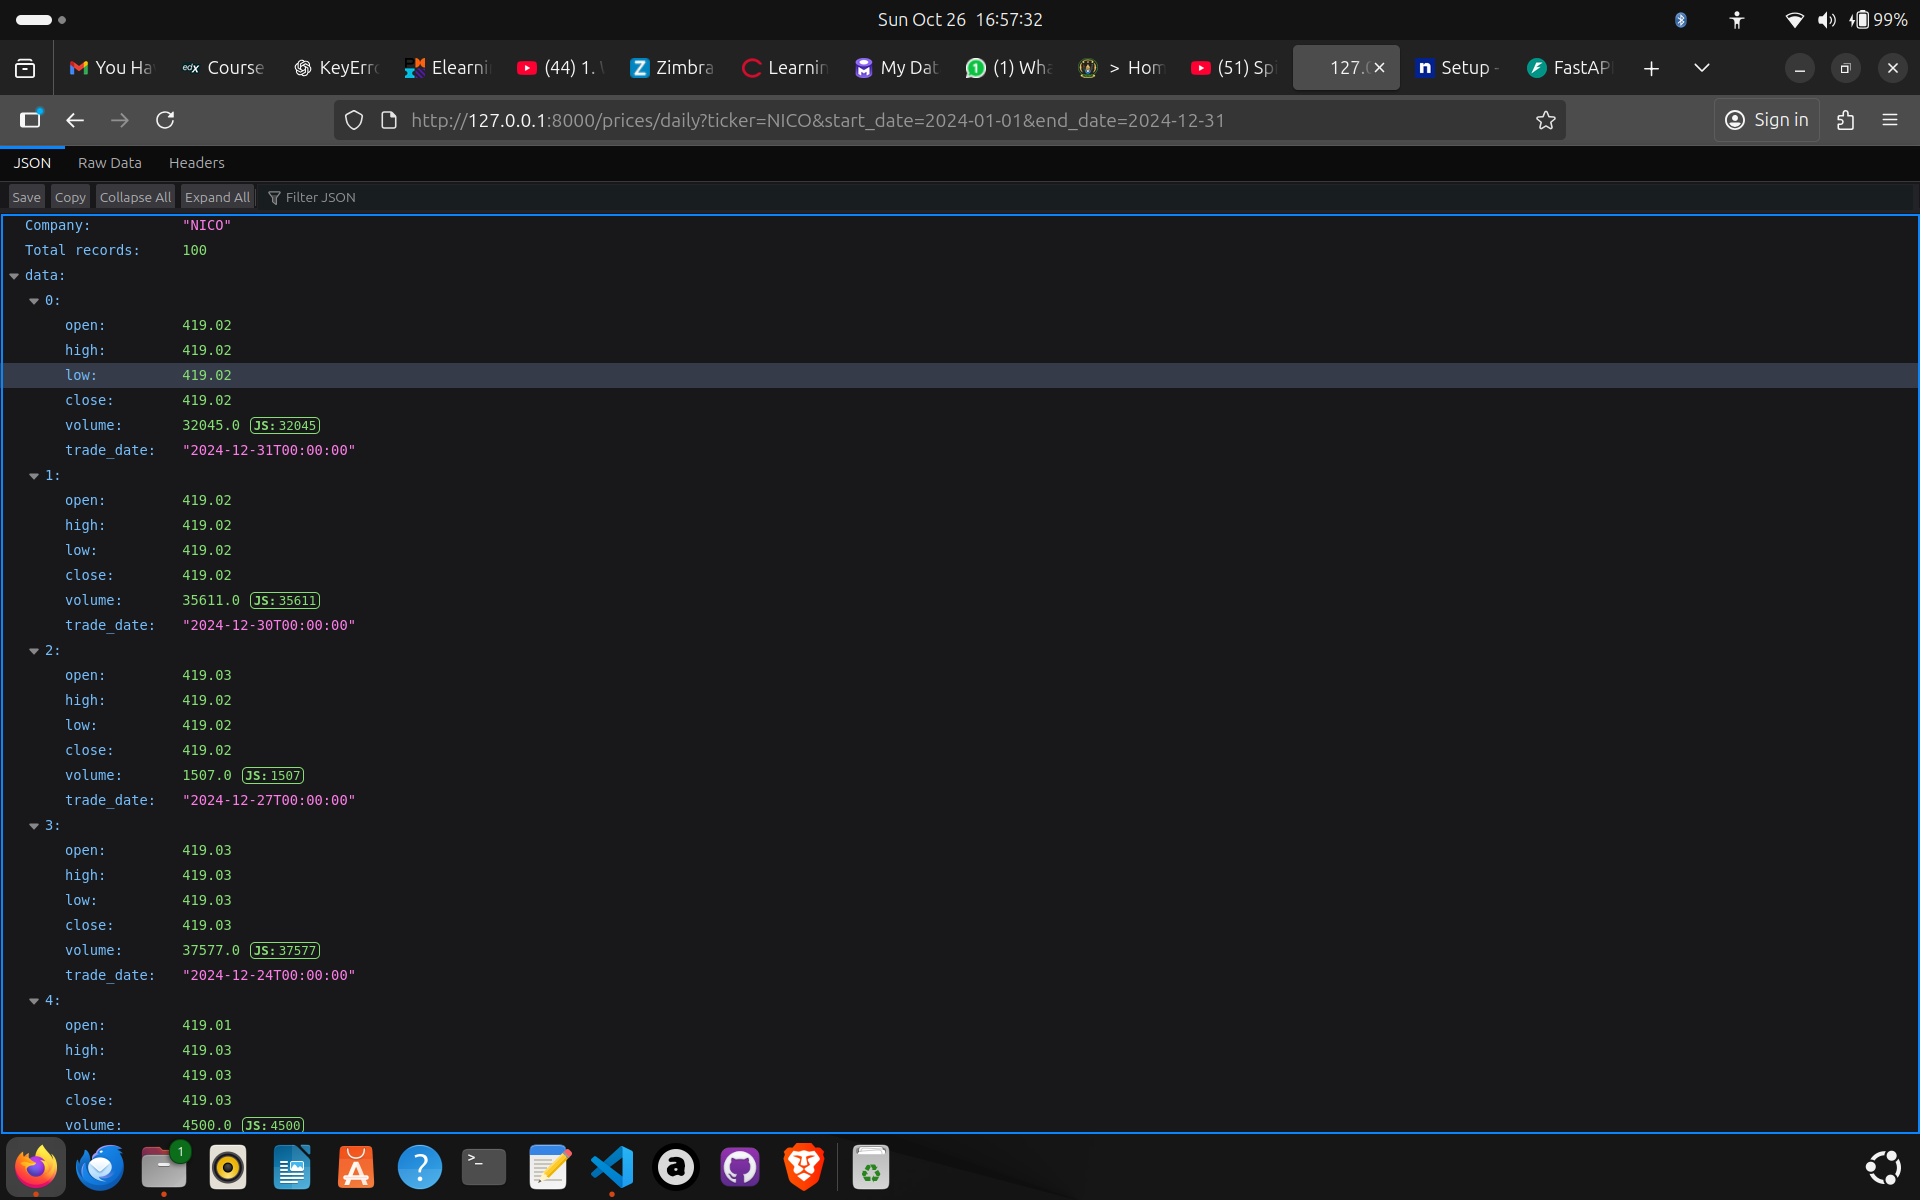 Sun Oct 26 16:57:32
99%
You Ha
edX Course
KeyErro
Elearni
(44) 1.
Zimbra
Learnin
My Dat
(1) Wha
> Hom
(51) Spi
127.
Setup -
FastAP
http://127.0.0.1:8000/prices/daily?ticker=NICO&start_date=2024-01-01&end_date=2024-12-31
Sign in
JSON Raw Data Headers
Save Copy Collapse All Expand All Filter JSON
Company: "NICO"
Total records: 100
data:
0:
open: 419.02
high: 419.02
low: 419.02
close: 419.02
volume: 32045.0 JS:32045
trade_date: "2024-12-31T00:00:00"
1:
open: 419.02
high: 419.02
low: 419.02
close: 419.02
volume: 35611.0 JS:35611
trade_date: "2024-12-30T00:00:00"
2:
open: 419.03
high: 419.02
low: 419.02
close: 419.02
volume: 1507.0 JS:1507
trade_date: "2024-12-27T00:00:00"
3:
open: 419.03
high: 419.03
low: 419.03
close: 419.03
volume: 37577.0 JS:37577
trade_date: "2024-12-24T00:00:00"
4:
open: 419.01
high: 419.03
low: 419.03
close: 419.03
volume: 4500.0 JS:4500
1